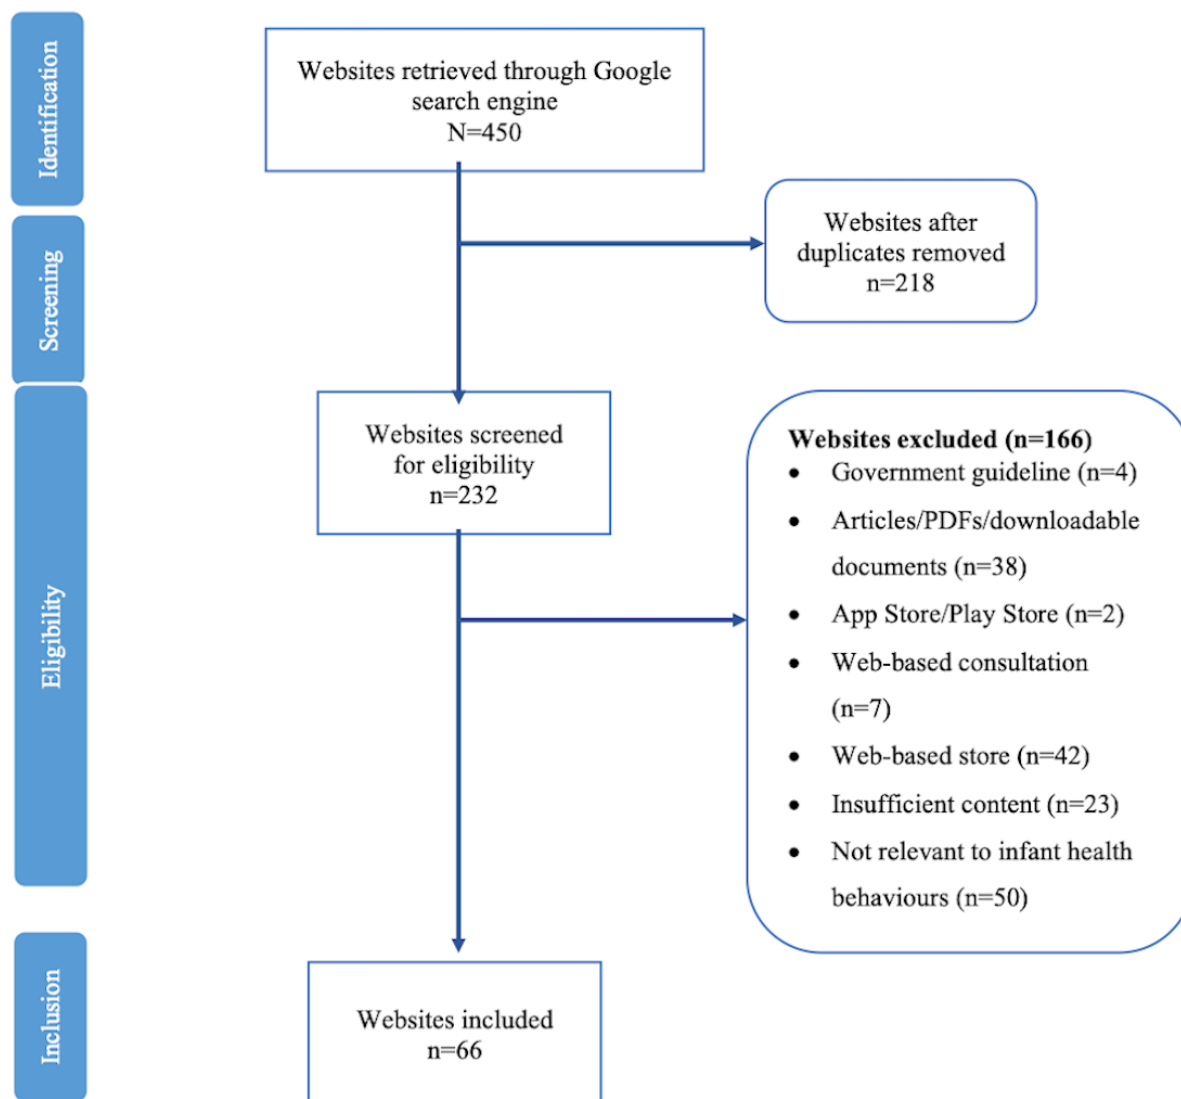 Identification
Websites retrieved through Google
search engine
N=450
Screening
Websites after
duplicates removed
n=218
Eligibility
Websites screened
for eligibility
n=232
Websites excluded (n=166)
• Government guideline (n=4)
• Articles/PDFs/downloadable
documents (n=38)
• App Store/Play Store (n=2)
• Web-based consultation
(n=7)
• Web-based store (n=42)
• Insufficient content (n=23)
• Not relevant to infant health
behaviours (n=50)
Inclusion
Websites included
n=66